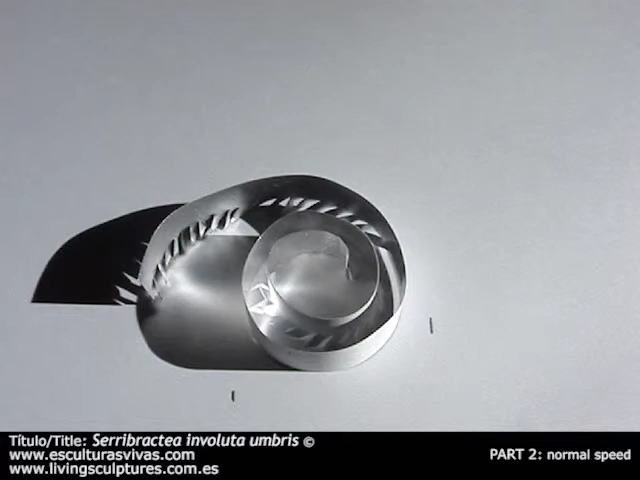 Título/Title: Serribractea involuta umbris ©
www.esculturasvivas.com
www.livingsculptures.com.es
PART 2: normal speed